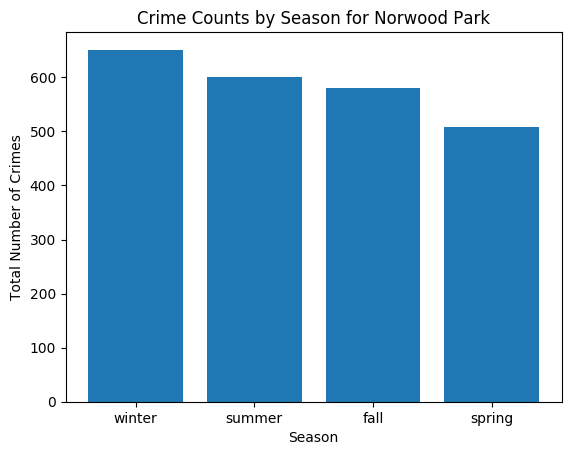 Crime Counts by Season for Norwood Park
Total Number of Crimes
600
500
400
300
200
100
0
winter summer fall spring
Season